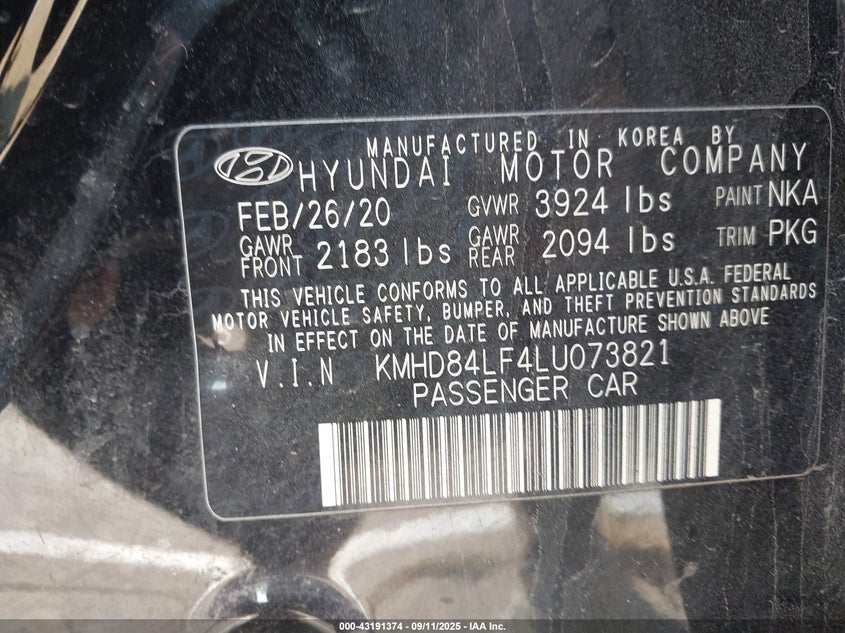 MANUFACTURED IN KOREA BY
HYUNDAI MOTOR COMPANY
FEB/26/20 GVWR 3924 lbs PAINT NKA
GAWR FRONT 2183 lbs GAWR REAR 2094 lbs TRIM PKG
THIS VEHICLE CONFORMS TO ALL APPLICABLE U.S.A. FEDERAL
MOTOR VEHICLE SAFETY, BUMPER, AND THEFT PREVENTION STANDARDS
IN EFFECT ON THE DATE OF MANUFACTURE SHOWN ABOVE
V.I.N KMHD84LF4LU073821
PASSENGER CAR
000-43191374 - 09/11/2025 - IAA Inc.